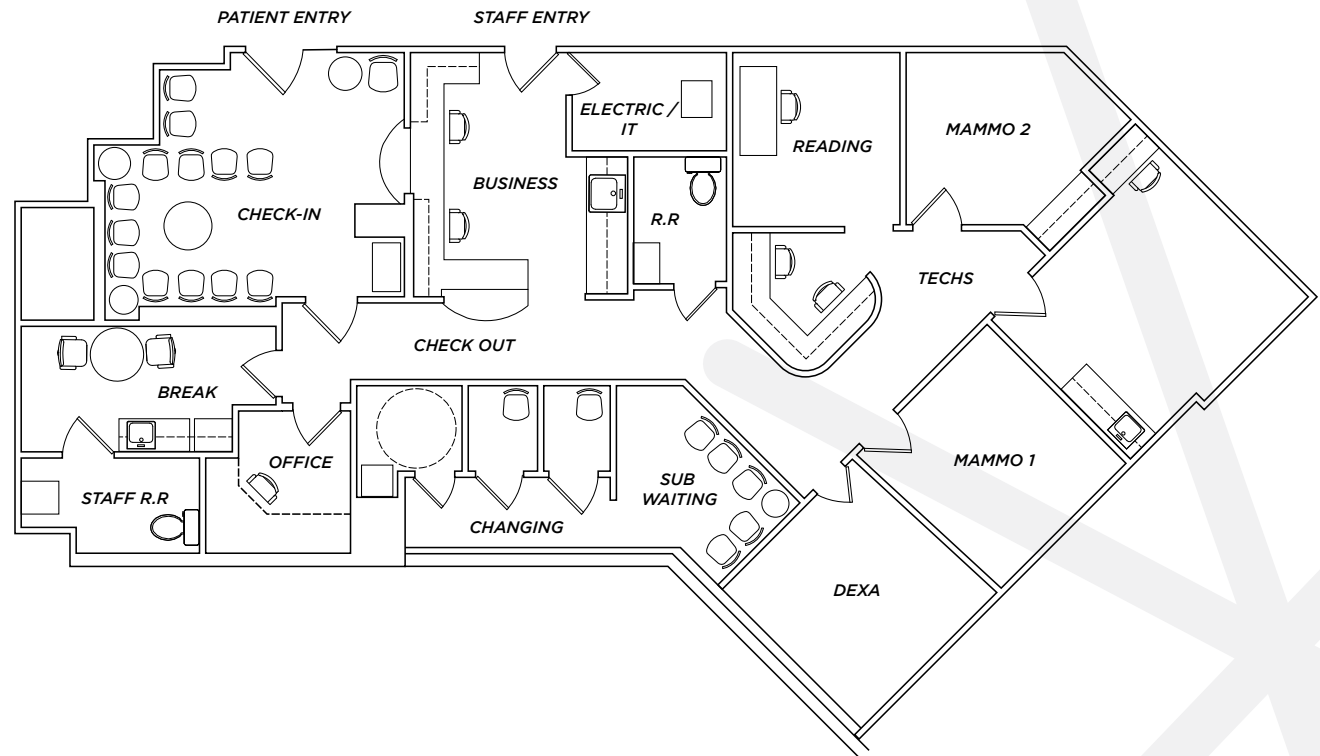 PATIENT ENTRY
STAFF ENTRY
ELECTRIC /
IT
MAMMO 2
READING
BUSINESS
CHECK-IN
R.R
TECHS
CHECK OUT
BREAK
OFFICE
SUB
WAITING
MAMMO 1
STAFF R.R
CHANGING
DEXA